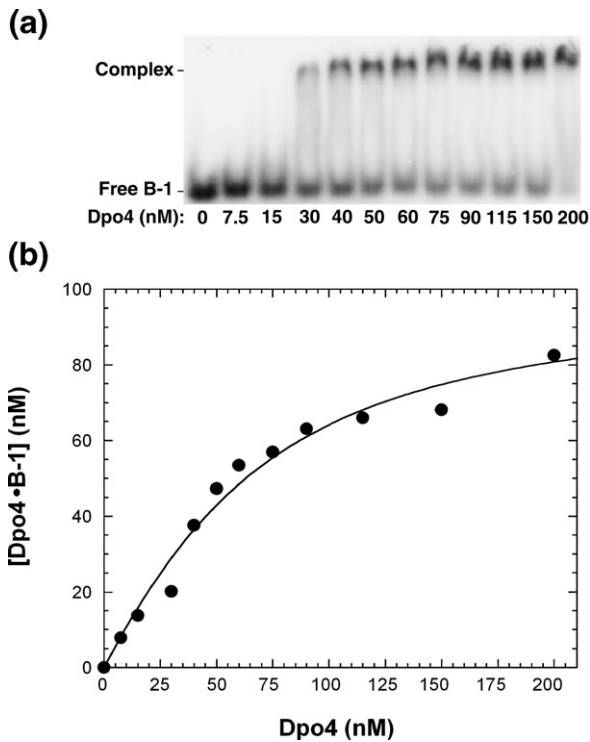 (a)
Complex
Free B-1
Dpo4 (nM): 0 7.5 15 30 40 50 60 75 90 115 150 200
(b)
100
80
60
40
20
0
[Dpo4•B-1] (nM)
0 25 50 75 100 125 150 175 200
Dpo4 (nM)